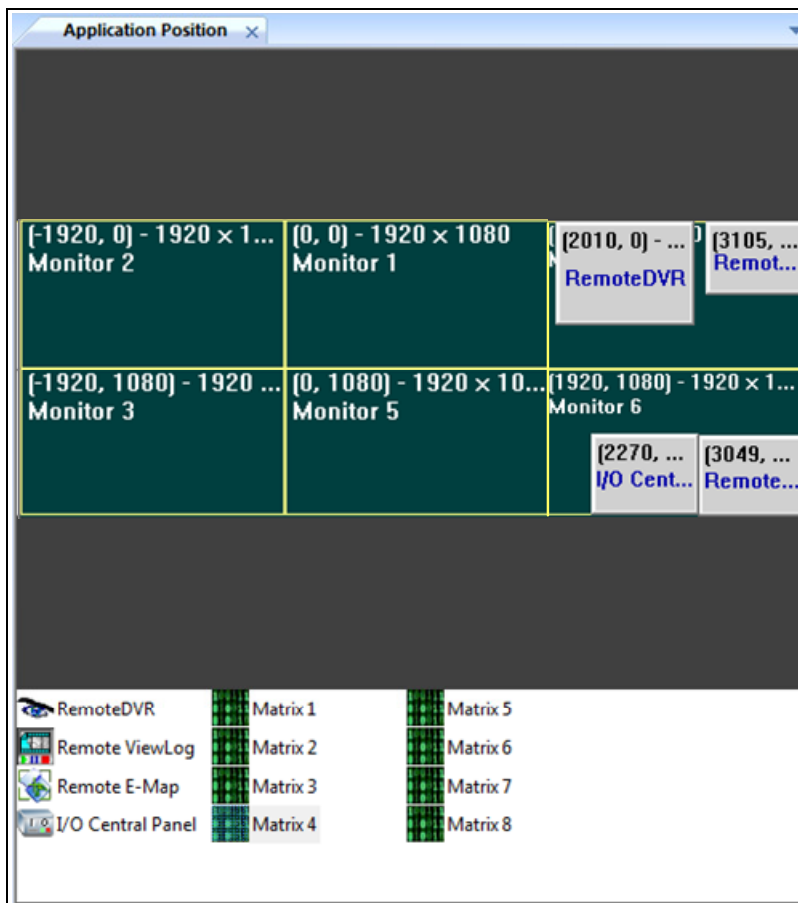 Application Position
(-1920, 0) - 1920 × 1...
Monitor 2
(0, 0) - 1920 × 1080
Monitor 1
(2010, 0) - ...
RemoteDVR
(3105, ...
Remot...
(-1920, 1080) - 1920 ...
Monitor 3
(0, 1080) - 1920 × 10...
Monitor 5
(1920, 1080) - 1920 × 1...
Monitor 6
(2270, ...
I/O Cent...
(3049, ...
Remote...
RemoteDVR
Matrix 1
Matrix 5
Remote ViewLog
Matrix 2
Matrix 6
Remote E-Map
Matrix 3
Matrix 7
I/O Central Panel
Matrix 4
Matrix 8